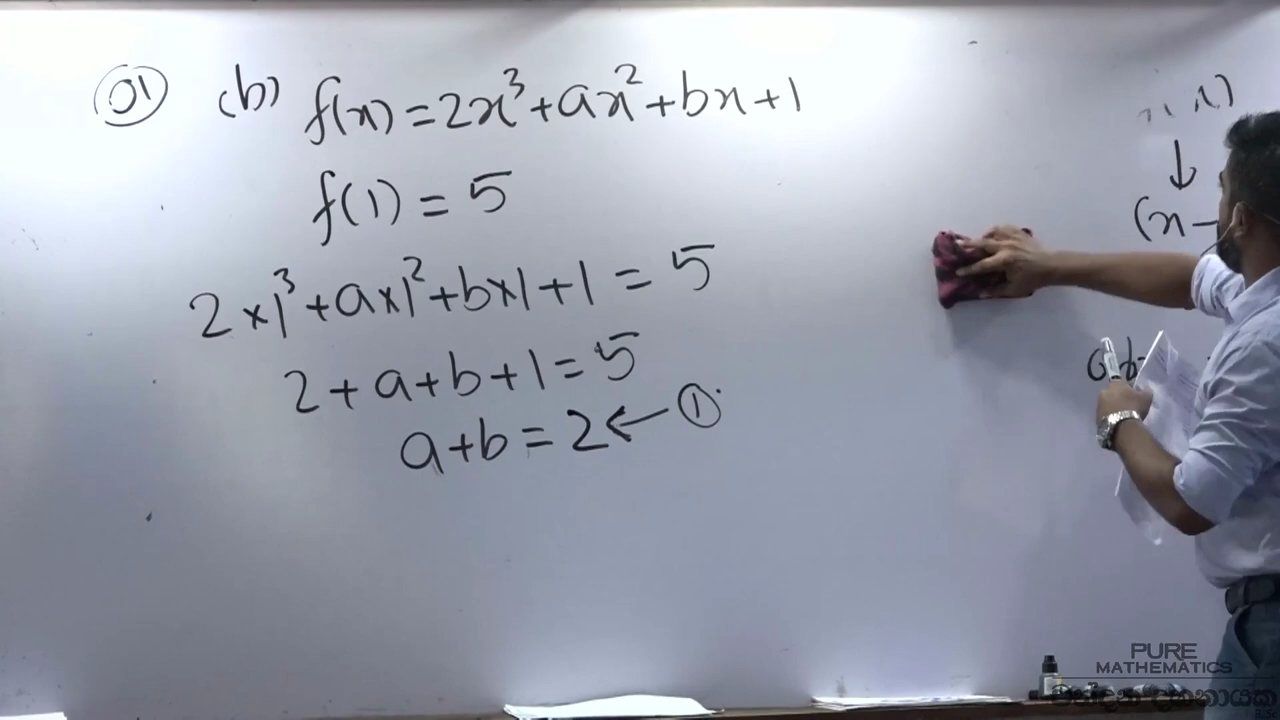 01 (b) f(x) = 2x³ + ax² + bx + 1
f(1) = 5
2×1³ + a×1² + b×1 + 1 = 5
2 + a + b + 1 = 5
a + b = 2 ← ①
↓
(x -
PURE
MATHEMATICS